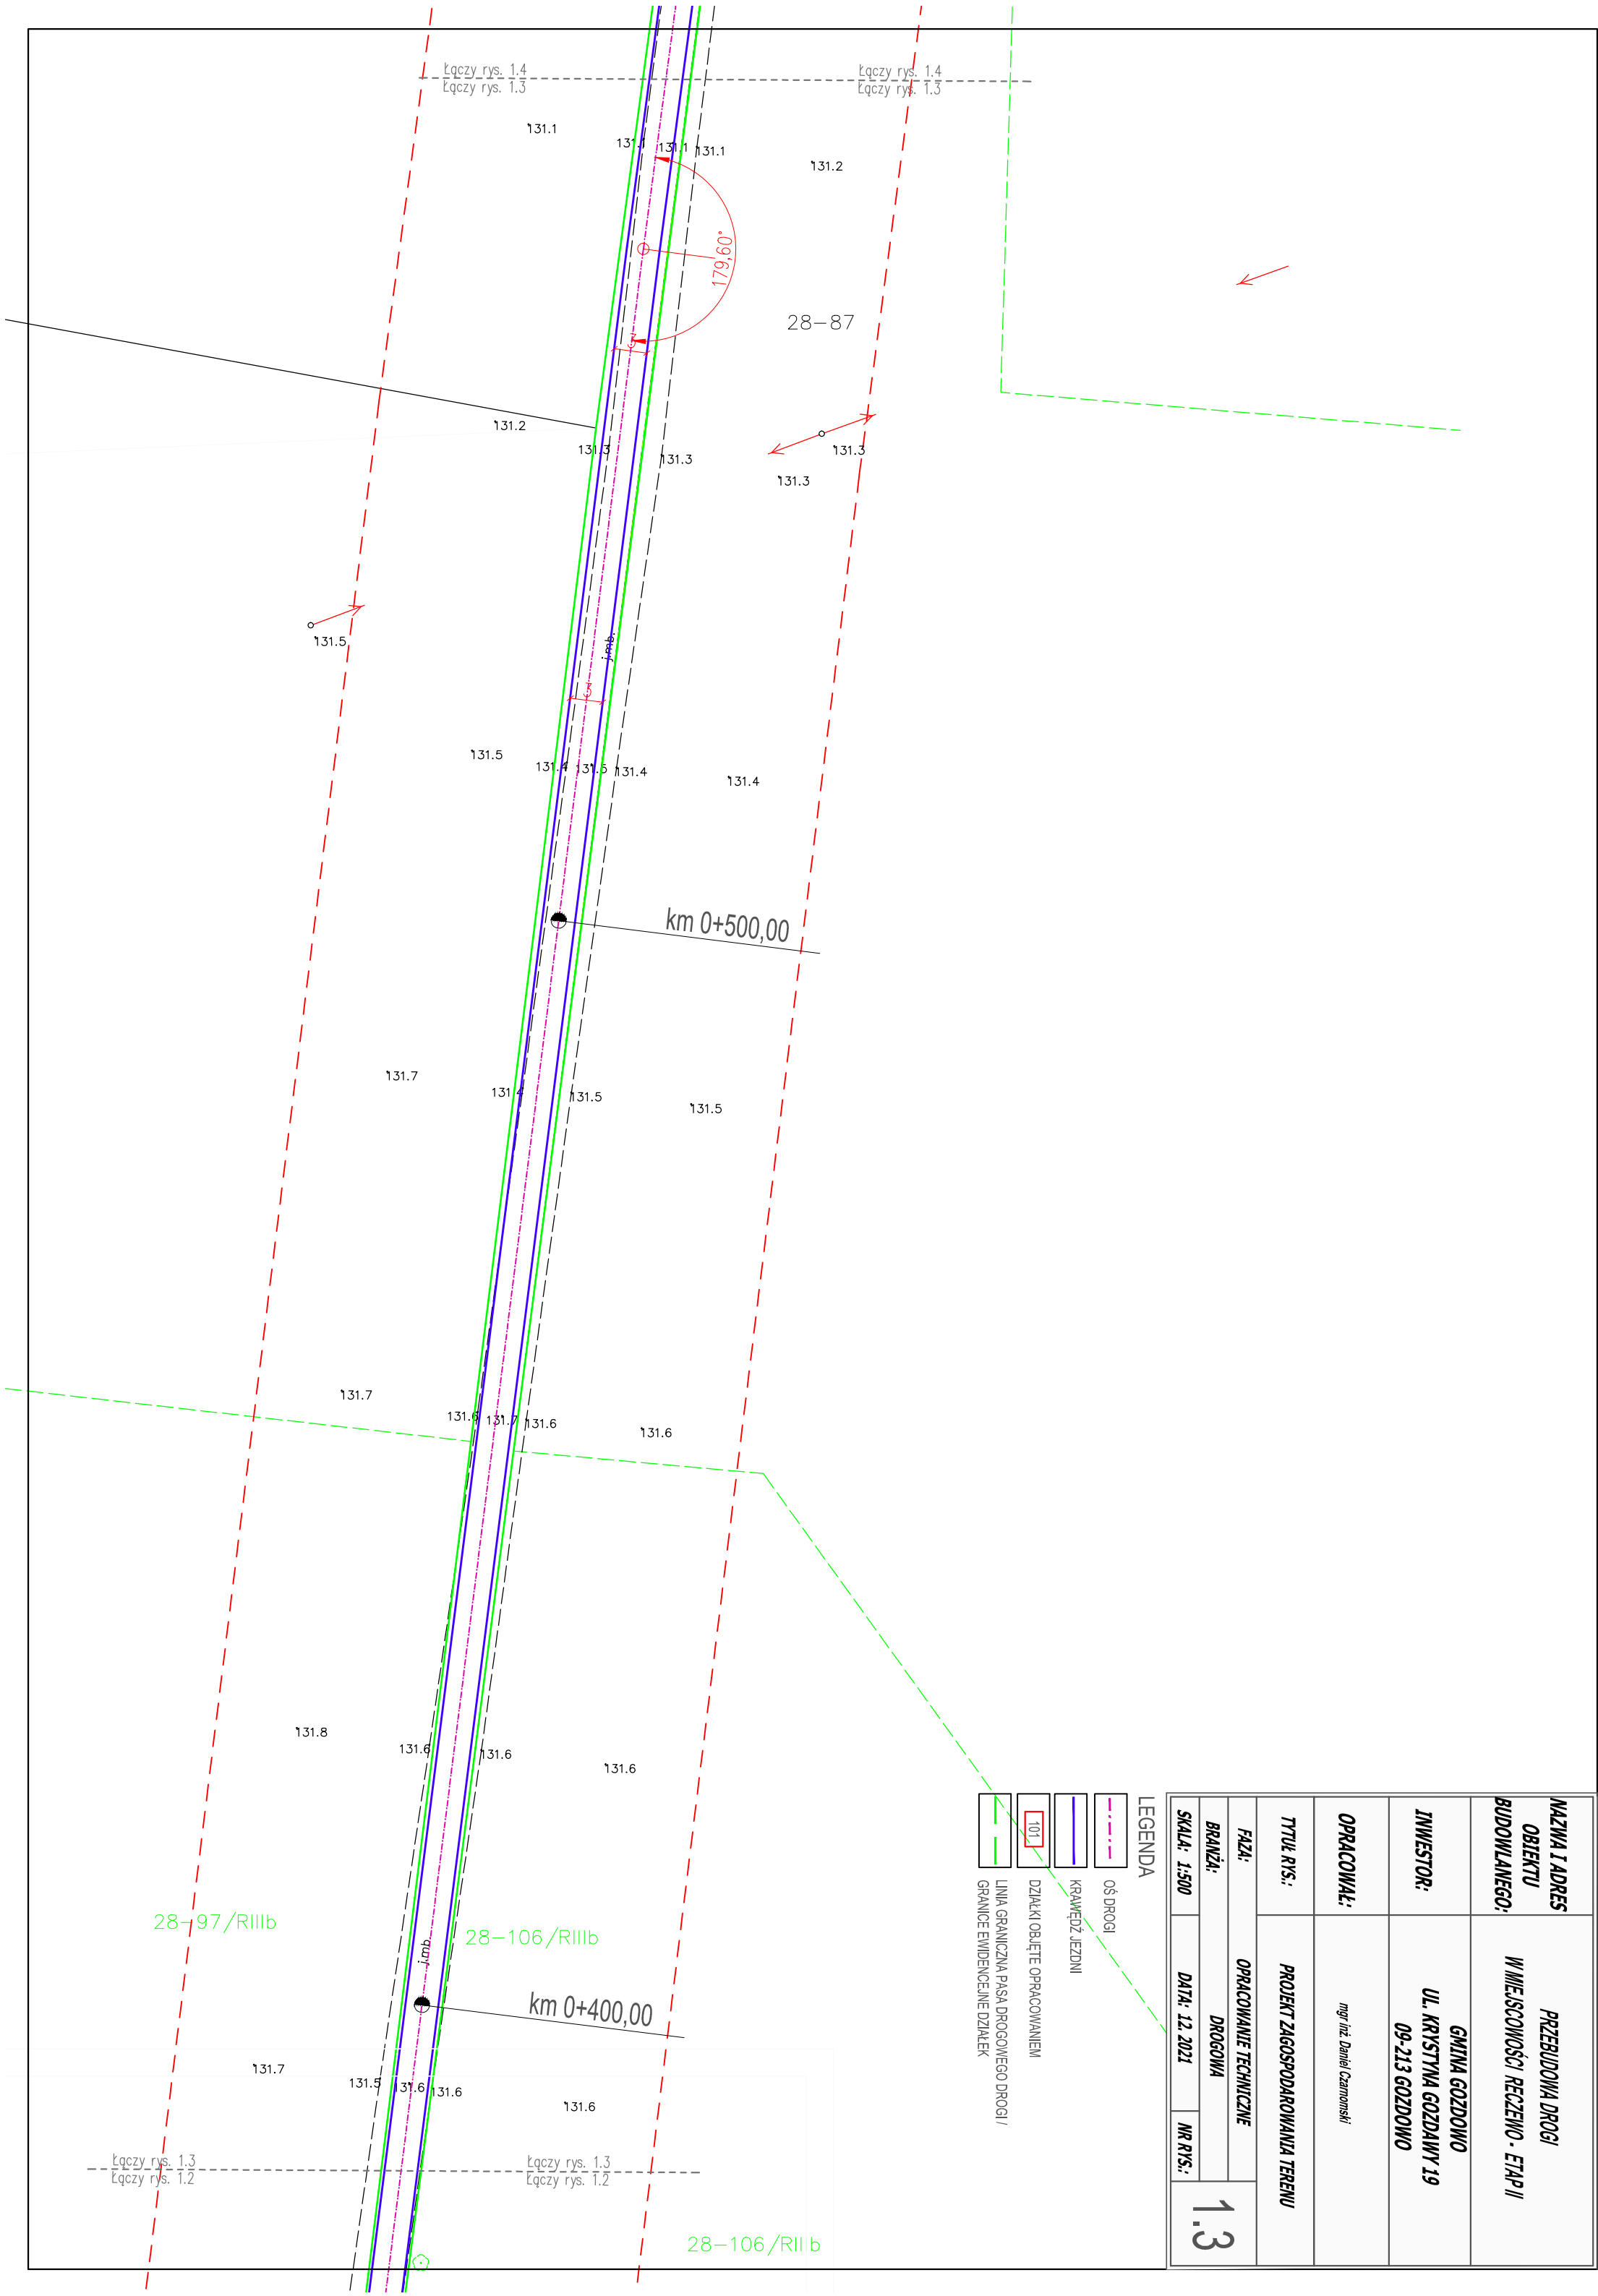 Łączy rys. 1.4
Łączy rys. 1.3
Łączy rys. 1.4
Łączy rys. 1.3
131.1
131.1
131.1
131.1
131.2
179,60°
28-87
3
131.2
131.3
131.3
131.3
131.3
131.5
j.mb.
3
131.5
131.4
131.5
131.4
131.4
km 0+500,00
131.7
131.4
131.5
131.5
131.7
131.6
131.7
131.6
131.6
131.8
131.6
131.6
131.6
28-97/RIIIb
28-106/RIIIb
j.mb.
km 0+400,00
131.7
131.5
131.6
131.6
131.6
Łączy rys. 1.3
Łączy rys. 1.2
Łączy rys. 1.3
Łączy rys. 1.2
28-106/RIIIb
LEGENDA
OŚ DROGI
KRAWĘDŹ JEZDNI
101
DZIAŁKI OBJĘTE OPRACOWANIEM
LINIA GRANICZNA PASA DROGOWEGO DROGI /
GRANICE EWIDENCEJNE DZIAŁEK
NAZWA I ADRES
OBIEKTU
BUDOWLANEGO:
PRZEBUDOWA DROGI
W MIEJSCOWOŚCI RECZEWO - ETAP II
INWESTOR:
GMINA GOZDOWO
UL. KRYSTYNA GOZDAWY 19
09-213 GOZDOWO
OPRACOWAŁ:
mgr inż. Daniel Czarnomski
TYTUŁ RYS.:
PROJEKT ZAGOSPODAROWANIA TERENU
FAZA:
OPRACOWANIE TECHNICZNE
BRANŻA:
DROGOWA
SKALA: 1:500
DATA: 12. 2021
NR RYS.:
1.3